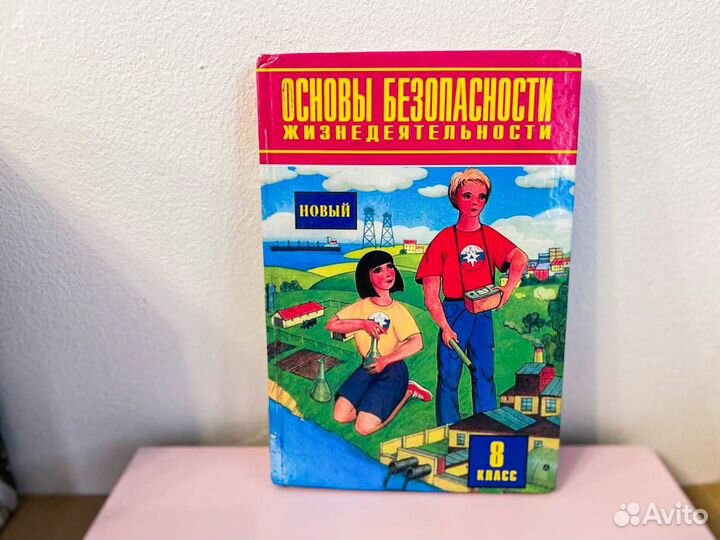 ОСНОВЫ БЕЗОПАСНОСТИ
ЖИЗНЕДЕЯТЕЛЬНОСТИ
НОВЫЙ
8
КЛАСС
Avito